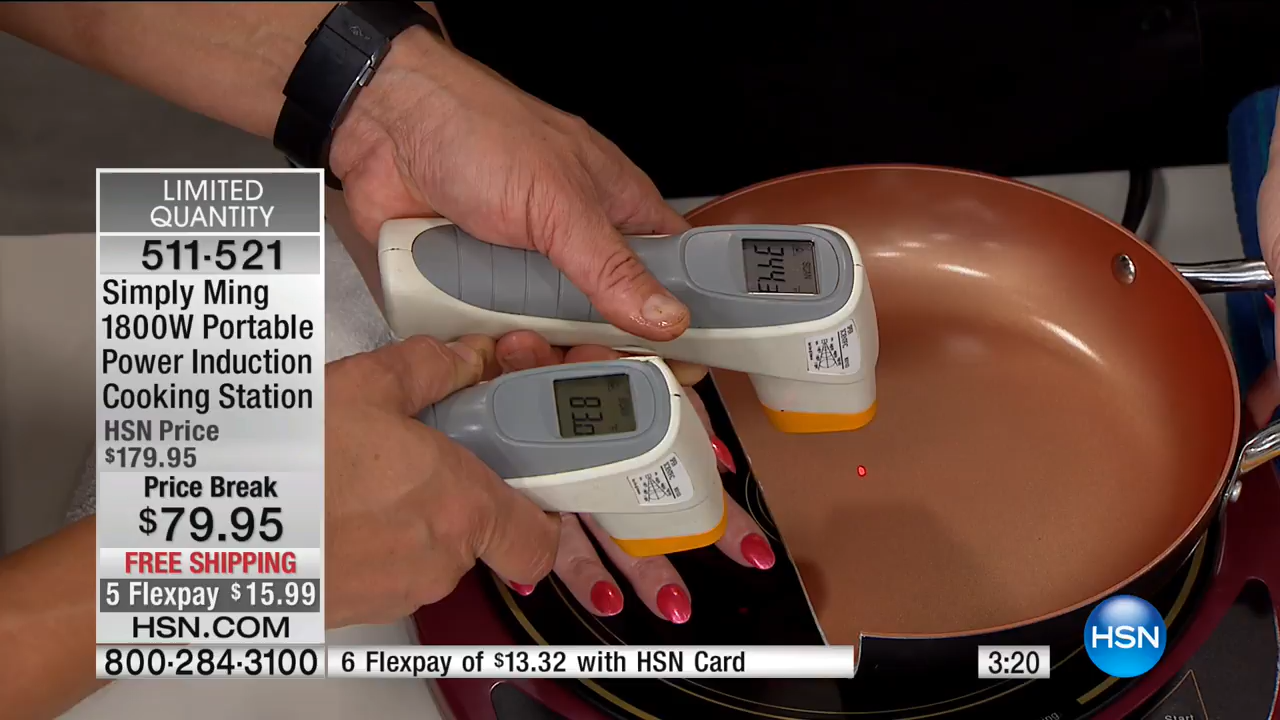 LIMITED
QUANTITY
511-521
Simply Ming
1800W Portable
Power Induction
Cooking Station
HSN Price
$179.95
Price Break
$79.95
FREE SHIPPING
5 Flexpay $15.99
HSN.COM
800-284-3100
6 Flexpay of $13.32 with HSN Card
3:20
HSN
Start